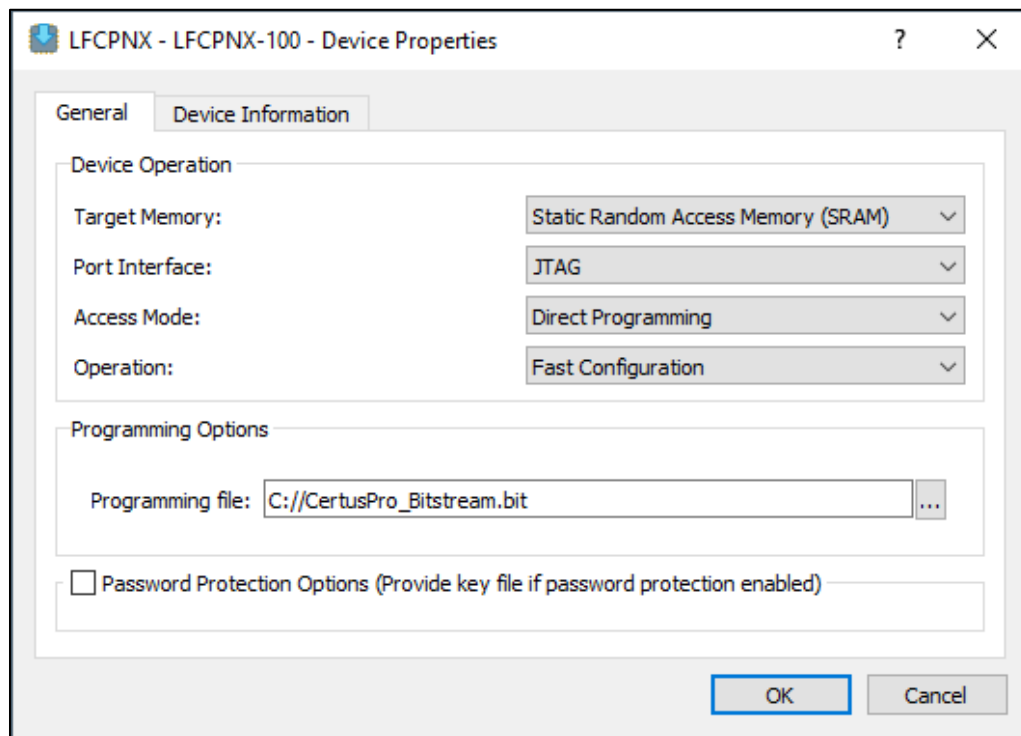 LFCPNX - LFCPNX-100 - Device Properties ?
General Device Information
Device Operation
Target Memory: Static Random Access Memory (SRAM)
Port Interface: JTAG
Access Mode: Direct Programming
Operation: Fast Configuration
Programming Options
Programming file: C://CertusPro_Bitstream.bit ...
Password Protection Options (Provide key file if password protection enabled)
OK Cancel